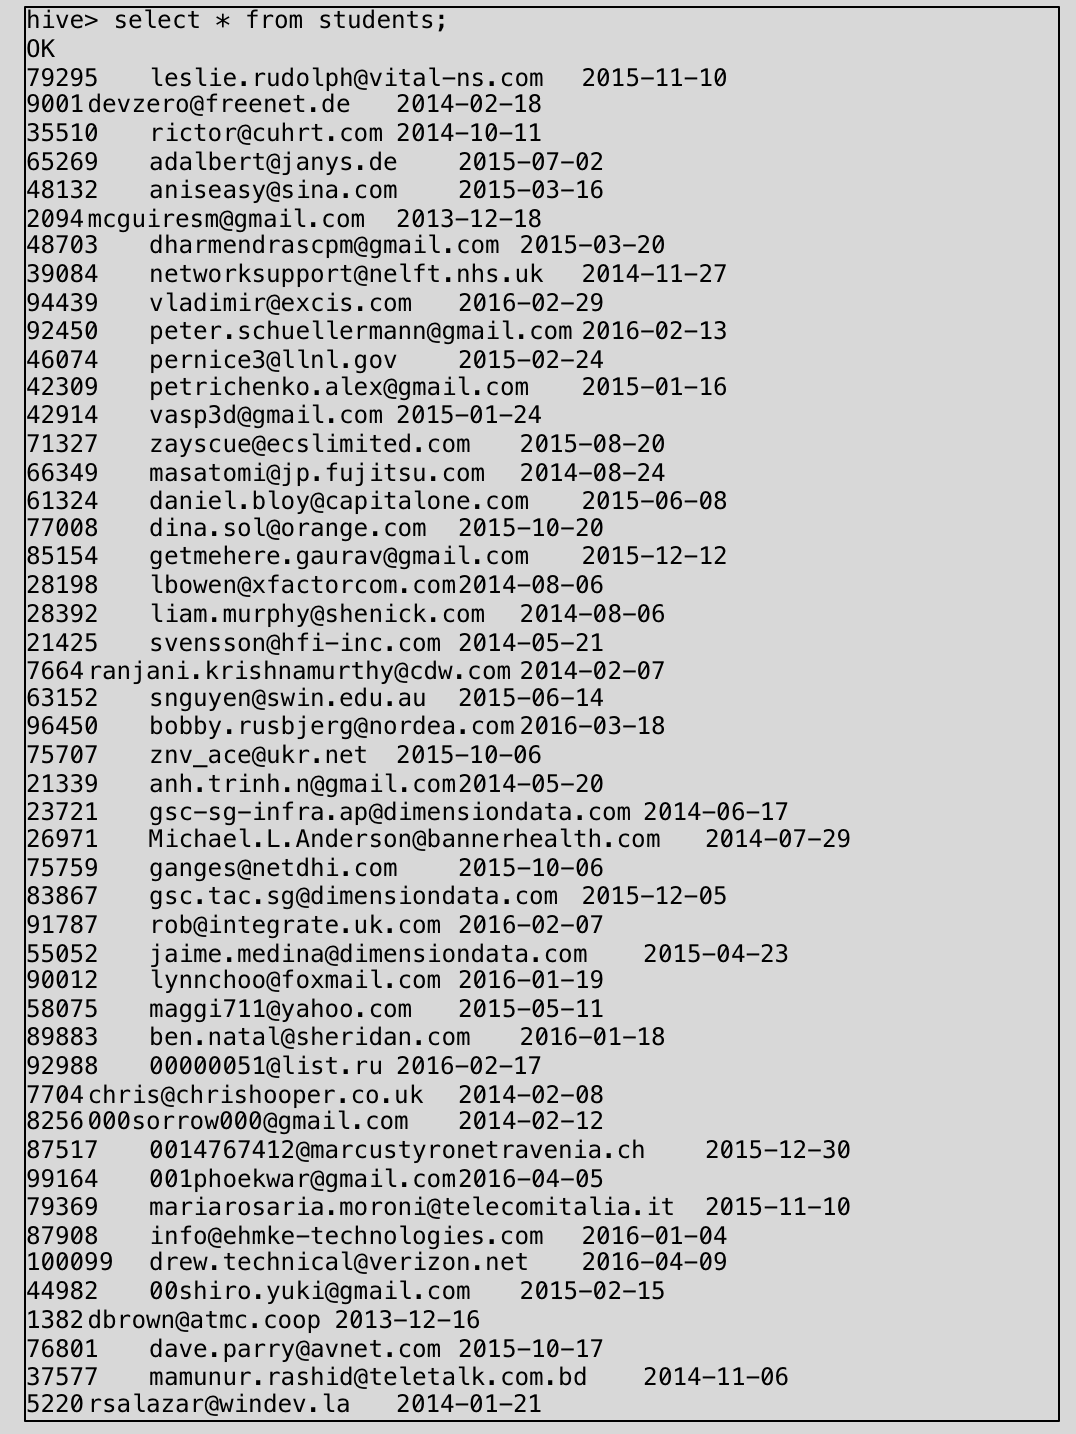 hive> select * from students;
OK
79295 leslie.rudolph@vital-ns.com 2015-11-10
9001 devzero@freenet.de 2014-02-18
35510 rictor@cuhrt.com 2014-10-11
65269 adalbert@janys.de 2015-07-02
48132 aniseasy@sina.com 2015-03-16
2094 mcguiresm@gmail.com 2013-12-18
48703 dharmendrascpm@gmail.com 2015-03-20
39084 networksupport@nelft.nhs.uk 2014-11-27
94439 vladimir@excis.com 2016-02-29
92450 peter.schuellermann@gmail.com 2016-02-13
46074 pernice3@llnl.gov 2015-02-24
42309 petrichenko.alex@gmail.com 2015-01-16
42914 vasp3d@gmail.com 2015-01-24
71327 zayscue@ecslimited.com 2015-08-20
66349 masatomi@jp.fujitsu.com 2014-08-24
61324 daniel.bloy@capitalone.com 2015-06-08
77008 dina.sol@orange.com 2015-10-20
85154 getmehere.gaurav@gmail.com 2015-12-12
28198 lbowen@xfactorcom.com 2014-08-06
28392 liam.murphy@shenick.com 2014-08-06
21425 svensson@hfi-inc.com 2014-05-21
7664 ranjani.krishnamurthy@cdw.com 2014-02-07
63152 snguyen@swin.edu.au 2015-06-14
96450 bobby.rusbjerg@nordea.com 2016-03-18
75707 znv_ace@ukr.net 2015-10-06
21339 anh.trinh.n@gmail.com 2014-05-20
23721 gsc-sg-infra.ap@dimensiondata.com 2014-06-17
26971 Michael.L.Anderson@bannerhealth.com 2014-07-29
75759 ganges@netdhi.com 2015-10-06
83867 gsc.tac.sg@dimensiondata.com 2015-12-05
91787 rob@integrate.uk.com 2016-02-07
55052 jaime.medina@dimensiondata.com 2015-04-23
90012 lynnchoo@foxmail.com 2016-01-19
58075 maggi711@yahoo.com 2015-05-11
89883 ben.natal@sheridan.com 2016-01-18
92988 00000051@list.ru 2016-02-17
7704 chris@chrishooper.co.uk 2014-02-08
8256 000sorrow000@gmail.com 2014-02-12
87517 0014767412@marcustyronetravenia.ch 2015-12-30
99164 001phoekwar@gmail.com 2016-04-05
79369 mariarosaria.moroni@telecomitalia.it 2015-11-10
87908 info@ehmke-technologies.com 2016-01-04
100099 drew.technical@verizon.net 2016-04-09
44982 00shiro.yuki@gmail.com 2015-02-15
1382 dbrown@atmc.coop 2013-12-16
76801 dave.parry@avnet.com 2015-10-17
37577 mamunur.rashid@teletalk.com.bd 2014-11-06
5220 rsalazar@windev.la 2014-01-21